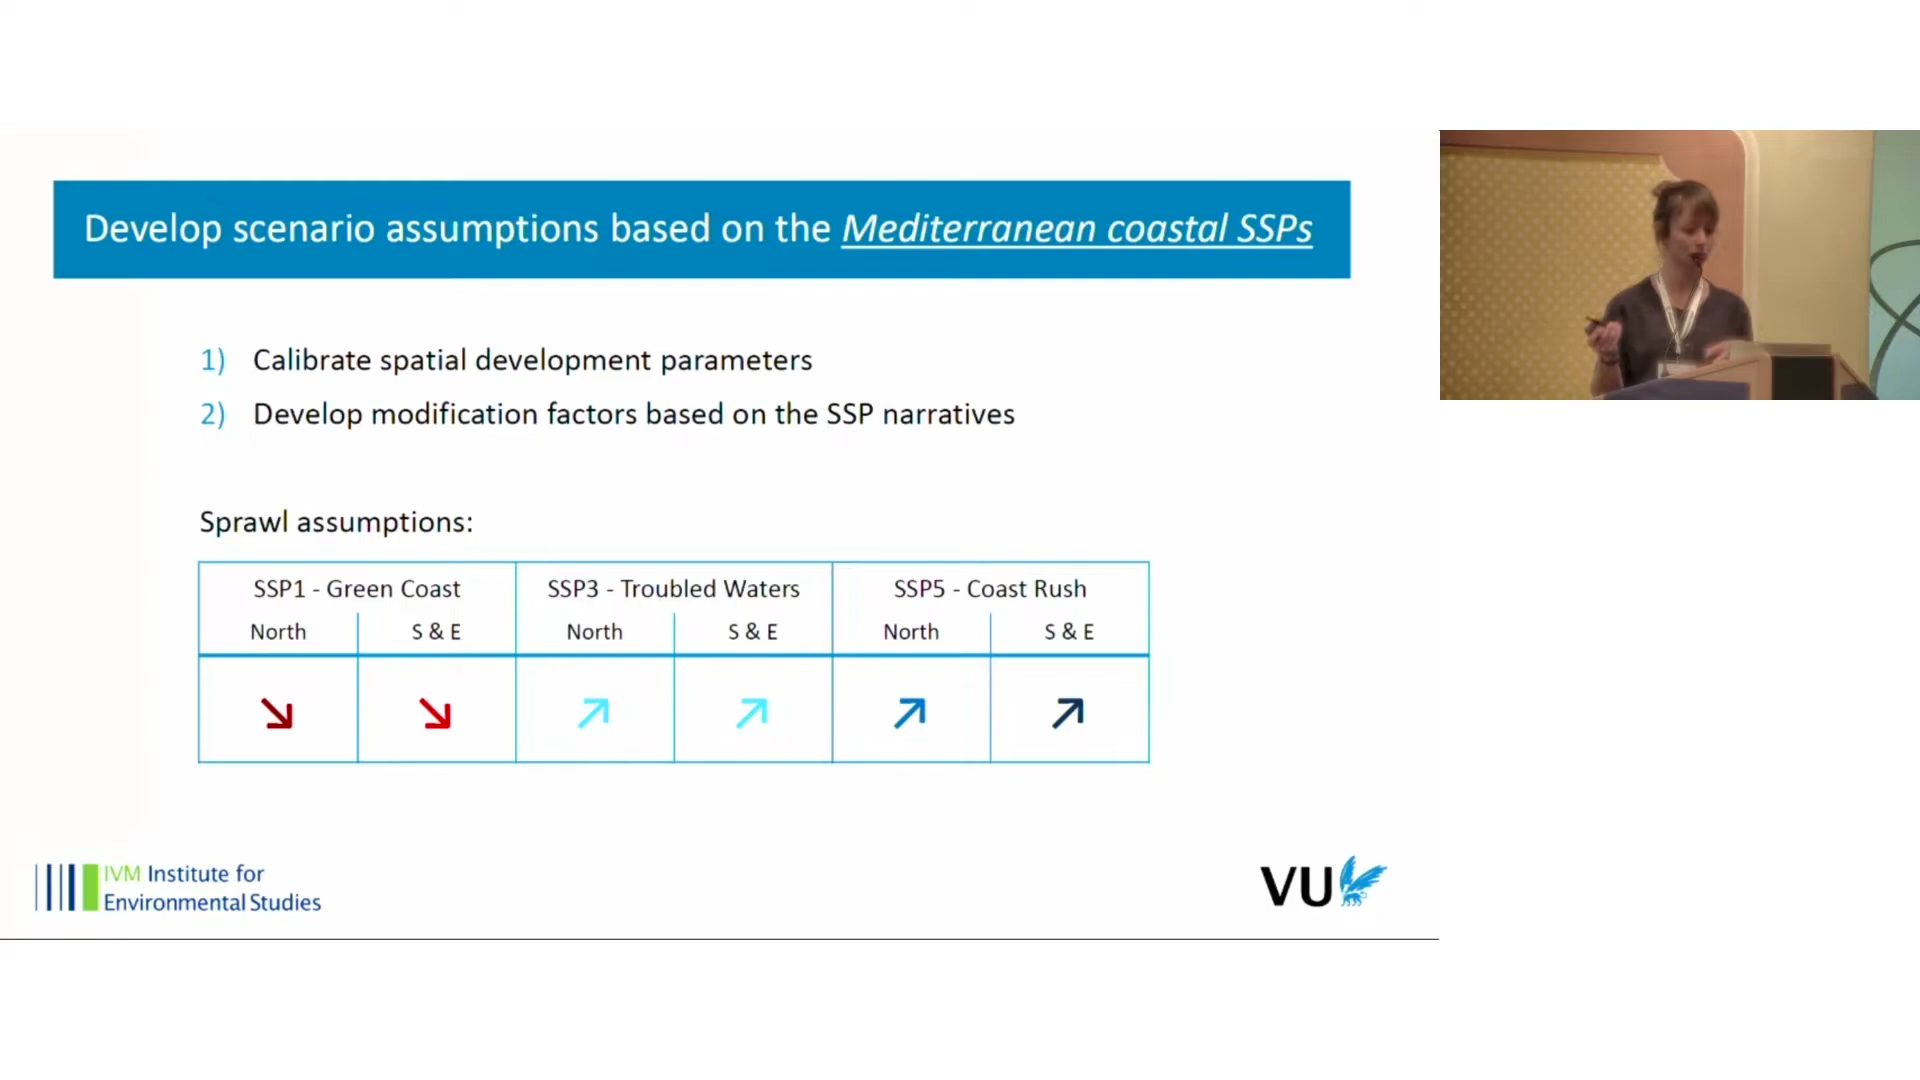 Develop scenario assumptions based on the Mediterranean coastal SSPs
1) Calibrate spatial development parameters
2) Develop modification factors based on the SSP narratives
Sprawl assumptions:
SSP1 - Green Coast SSP3 - Troubled Waters SSP5 - Coast Rush
North S & E North S & E North S & E
IVM Institute for
Environmental Studies
VU